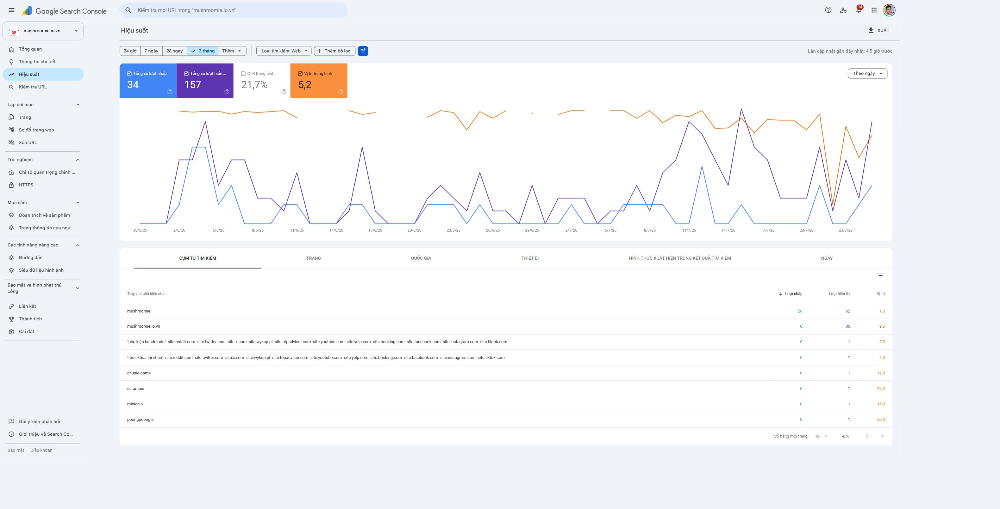 Google Search Console
Kiểm tra mọi URL trong "mushroomie.io.vn"
14
mushroomie.io.vn
Hiệu suất
XUẤT
Tổng quan
Thông tin chi tiết
Hiệu suất
Kiểm tra URL
Lập chỉ mục
Trang
Sơ đồ trang web
Xóa URL
Trải nghiệm
Chỉ số quan trọng chính ...
HTTPS
Mua sắm
Đoạn trích về sản phẩm
Trang thông tin của ngư...
Các tính năng nâng cao
Đường dẫn
Siêu dữ liệu hình ảnh
Bảo mật và hình phạt thủ
công
Liên kết
Thành tích
Cài đặt
Gửi ý kiến phản hồi
Giới thiệu về Search Co...
Bảo mật Điều khoản
24 giờ 7 ngày 28 ngày 3 tháng Thêm Loại tìm kiếm: Web Thêm bộ lọc
Lần cập nhật gần đây nhất: 4,5 giờ trước
Tổng số lượt nhấp
34
Tổng số lượt hiển ...
157
CTR trung bình
21,7%
Vị trí trung bình
5,2
Theo ngày
30/5/26 2/6/26 5/6/26 8/6/26 11/6/26 14/6/26 17/6/26 20/6/26 23/6/26 26/6/26 29/6/26 2/7/26 5/7/26 8/7/26 11/7/26 14/7/26 17/7/26 20/7/26 23/7/26
CỤM TỪ TÌM KIẾM TRANG QUỐC GIA THIẾT BỊ HÌNH THỨC XUẤT HIỆN TRONG KẾT QUẢ TÌM KIẾM NGÀY
Truy vấn phổ biến nhất Lượt nhấp Lượt hiển thị Vị trí
mushroomie 26 52 1,3
mushroomie.io.vn 0 30 9,3
"phụ kiện handmade" -site:reddit.com -site:twitter.com -site:x.com -site:wykop.pl -site:tripadvisor.com -site:youtube.com -site:yelp.com -site:booking.com -site:facebook.com -site:instagram.com -site:tiktok.com 0 1 2,0
"móc khóa lời nhắn" -site:reddit.com -site:twitter.com -site:x.com -site:wykop.pl -site:tripadvisor.com -site:youtube.com -site:yelp.com -site:booking.com -site:facebook.com -site:instagram.com -site:tiktok.com 0 1 4,0
chunie game 0 1 12,0
scrambie 0 1 12,0
miniccio 0 1 16,0
poongpoongie 0 1 50,0
Số hàng mỗi trang: 10 1-8/8